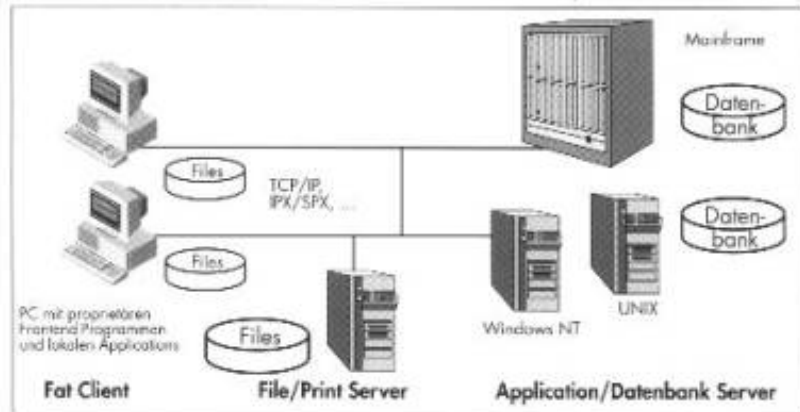 Mainframe
Daten-
bank
Files
TCP/IP,
IPX/SPX, ...
Daten-
bank
Files
PC mit proprietären
Frontend Programmen
und lokalen Applications
Files
Windows NT
UNIX
Fat Client
File/Print Server
Application/Datenbank Server